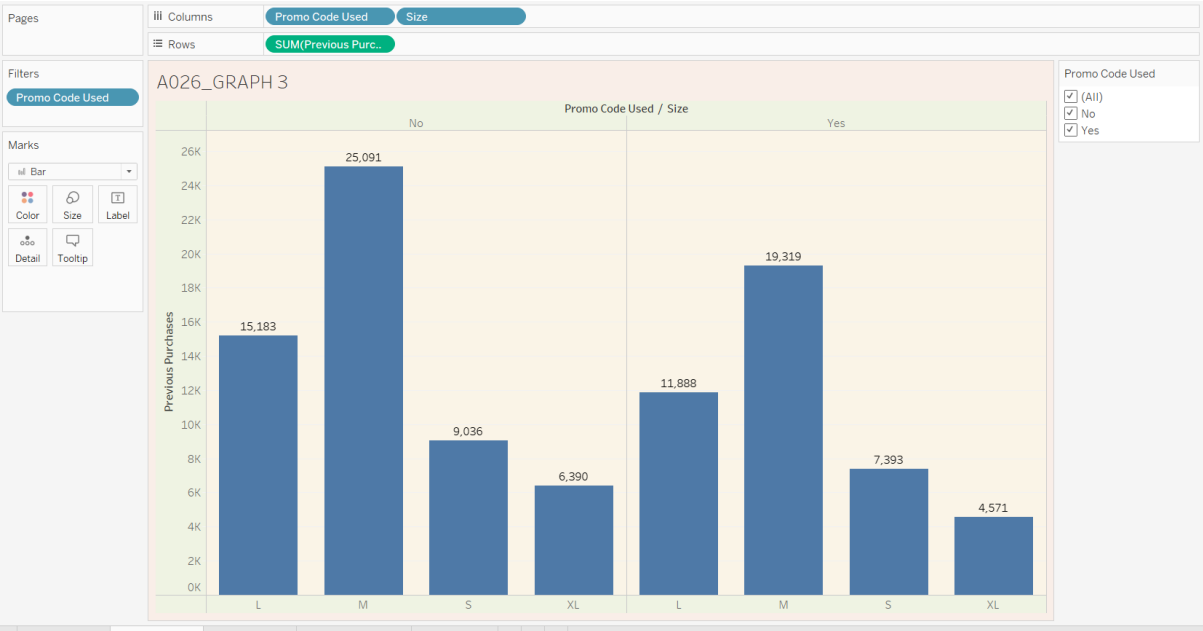 Pages
Columns
Promo Code Used
Size
Rows
SUM(Previous Purc..
Filters
Promo Code Used
Marks
Bar
Color
Size
Label
Detail
Tooltip
A026_GRAPH 3
Promo Code Used / Size
No
Yes
Previous Purchases
26K
24K
22K
20K
18K
16K
14K
12K
10K
8K
6K
4K
2K
0K
15,183
25,091
9,036
6,390
11,888
19,319
7,393
4,571
L
M
S
XL
L
M
S
XL
Promo Code Used
(All)
No
Yes